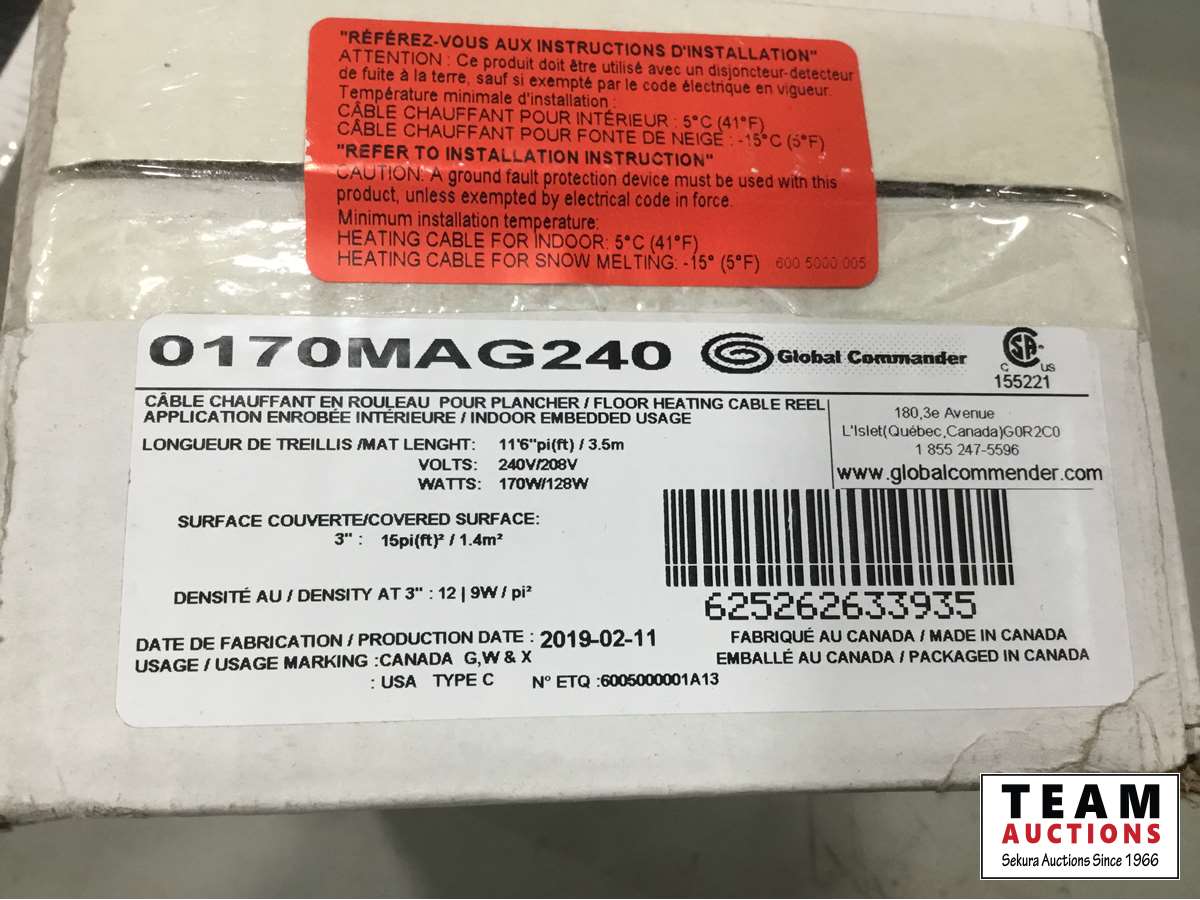 "RÉFÉREZ-VOUS AUX INSTRUCTIONS D'INSTALLATION"
ATTENTION : Ce produit doit être utilisé avec un disjoncteur-detecteur
de fuite à la terre, sauf si exempté par le code électrique en vigueur.
Température minimale d'installation :
CÂBLE CHAUFFANT POUR INTÉRIEUR : 5°C (41°F)
CÂBLE CHAUFFANT POUR FONTE DE NEIGE : -15°C (5°F)
"REFER TO INSTALLATION INSTRUCTION"
CAUTION: A ground fault protection device must be used with this
product, unless exempted by electrical code in force.
Minimum installation temperature:
HEATING CABLE FOR INDOOR: 5°C (41°F)
HEATING CABLE FOR SNOW MELTING: -15° (5°F) 600 5000 005
0170MAG240
Global Commander
SA
C US
155221
CÂBLE CHAUFFANT EN ROULEAU POUR PLANCHER / FLOOR HEATING CABLE REEL
APPLICATION ENROBÉE INTÉRIEURE / INDOOR EMBEDDED USAGE
180,3e Avenue
L'Islet(Québec,Canada)G0R2C0
1 855 247-5596
www.globalcommender.com
LONGUEUR DE TREILLIS /MAT LENGHT: 11'6"pi(ft) / 3.5m
VOLTS: 240V/208V
WATTS: 170W/128W
SURFACE COUVERTE/COVERED SURFACE:
3" : 15pi(ft)² / 1.4m²
DENSITÉ AU / DENSITY AT 3" : 12 | 9W / pi²
625262633935
DATE DE FABRICATION / PRODUCTION DATE : 2019-02-11
USAGE / USAGE MARKING :CANADA G,W & X
: USA TYPE C N° ETQ :6005000001A13
FABRIQUÉ AU CANADA / MADE IN CANADA
EMBALLÉ AU CANADA / PACKAGED IN CANADA
TEAM
AUCTIONS
Sekura Auctions Since 1966